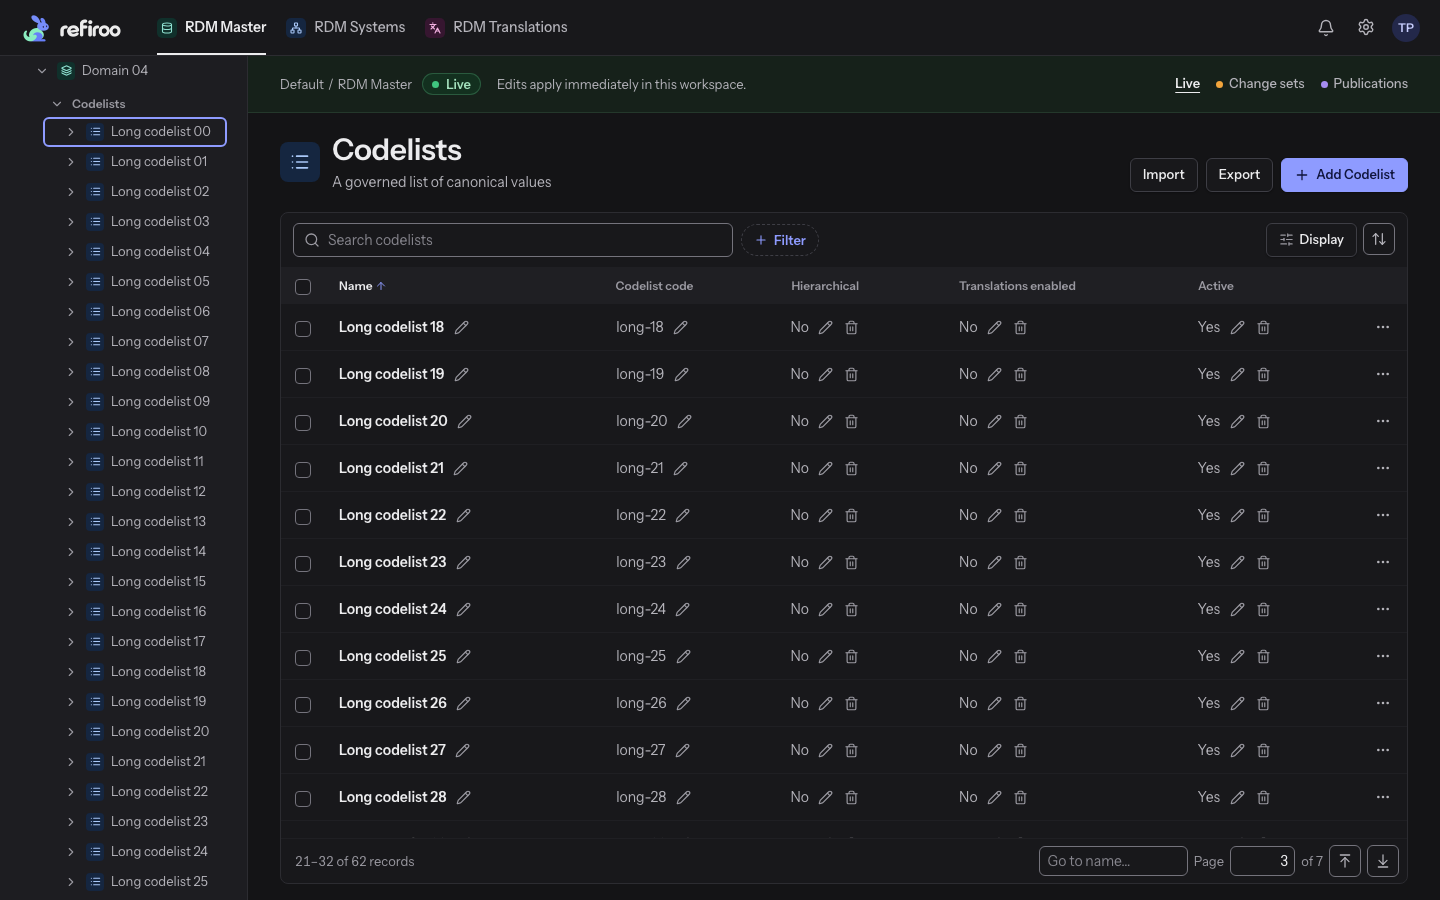 refiroo
RDM Master
RDM Systems
RDM Translations
TP
Domain 04
Codelists
Long codelist 00
Long codelist 01
Long codelist 02
Long codelist 03
Long codelist 04
Long codelist 05
Long codelist 06
Long codelist 07
Long codelist 08
Long codelist 09
Long codelist 10
Long codelist 11
Long codelist 12
Long codelist 13
Long codelist 14
Long codelist 15
Long codelist 16
Long codelist 17
Long codelist 18
Long codelist 19
Long codelist 20
Long codelist 21
Long codelist 22
Long codelist 23
Long codelist 24
Long codelist 25
Default / RDM Master Live Edits apply immediately in this workspace.
Live Change sets Publications
Codelists
A governed list of canonical values
Import Export + Add Codelist
Search codelists + Filter Display
Name Codelist code Hierarchical Translations enabled Active
Long codelist 18 long-18 No No Yes
Long codelist 19 long-19 No No Yes
Long codelist 20 long-20 No No Yes
Long codelist 21 long-21 No No Yes
Long codelist 22 long-22 No No Yes
Long codelist 23 long-23 No No Yes
Long codelist 24 long-24 No No Yes
Long codelist 25 long-25 No No Yes
Long codelist 26 long-26 No No Yes
Long codelist 27 long-27 No No Yes
Long codelist 28 long-28 No No Yes
21–32 of 62 records Go to name... Page 3 of 7